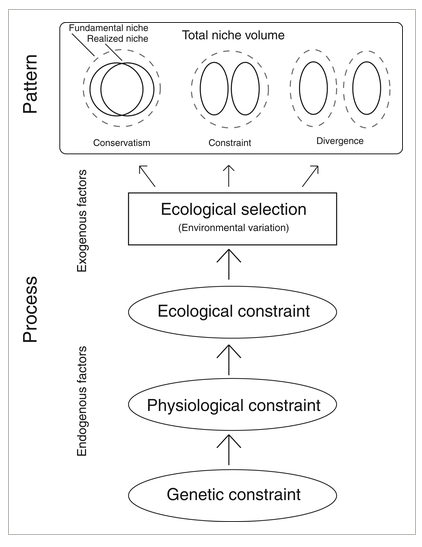 Pattern
Fundamental niche
Realized niche
Total niche volume
Conservatism
Constraint
Divergence
Process
Exogenous factors
Ecological selection
(Environmental variation)
Ecological constraint
Endogenous factors
Physiological constraint
Genetic constraint